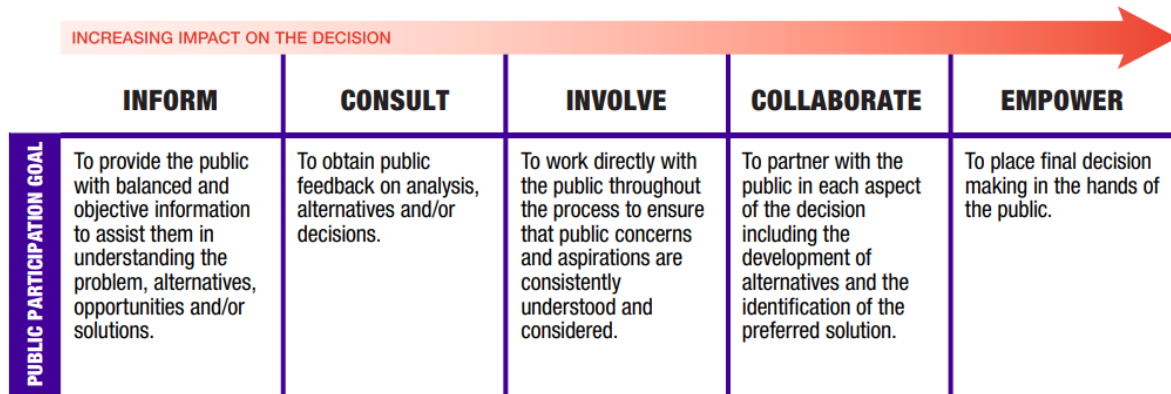 INCREASING IMPACT ON THE DECISION
INFORM
CONSULT
INVOLVE
COLLABORATE
EMPOWER
PUBLIC PARTICIPATION GOAL
To provide the public
with balanced and
objective information
to assist them in
understanding the
problem, alternatives,
opportunities and/or
solutions.
To obtain public
feedback on analysis,
alternatives and/or
decisions.
To work directly with
the public throughout
the process to ensure
that public concerns
and aspirations are
consistently
understood and
considered.
To partner with the
public in each aspect
of the decision
including the
development of
alternatives and the
identification of the
preferred solution.
To place final decision
making in the hands of
the public.